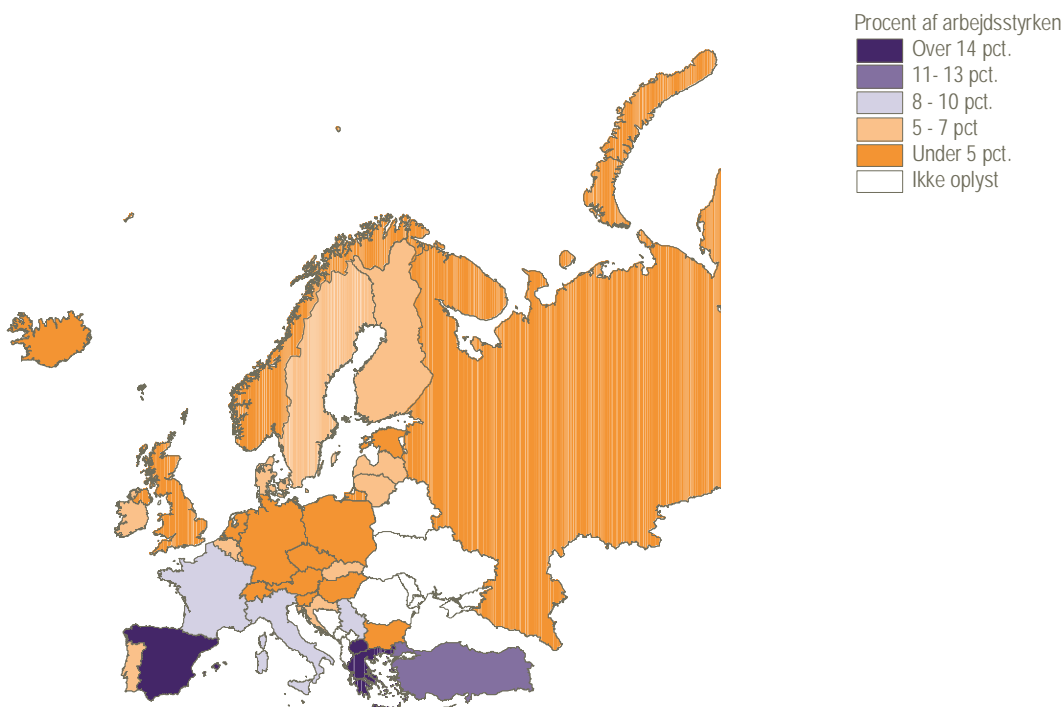 Procent af arbejdsstyrken
Over 14 pct.
11- 13 pct.
8 - 10 pct.
5 - 7 pct
Under 5 pct.
Ikke oplyst